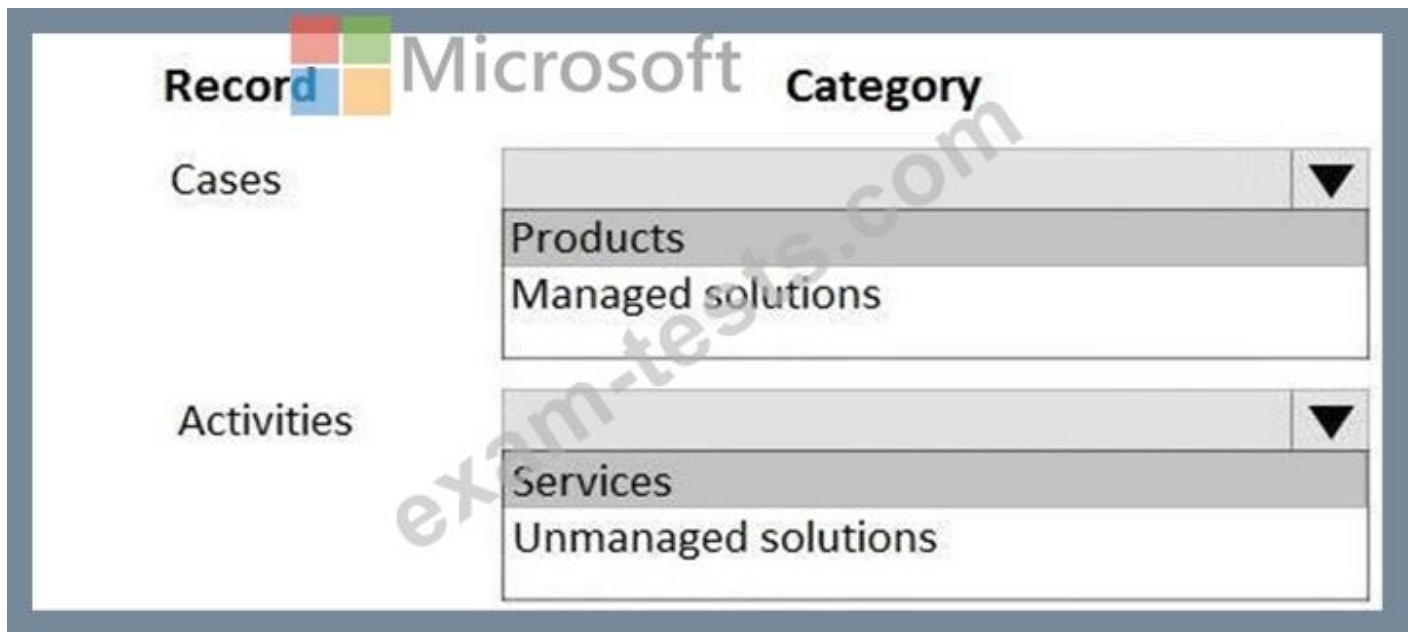 Microsoft
Record Category
Cases
Products
Managed solutions
Activities
Services
Unmanaged solutions
exam-tests.com